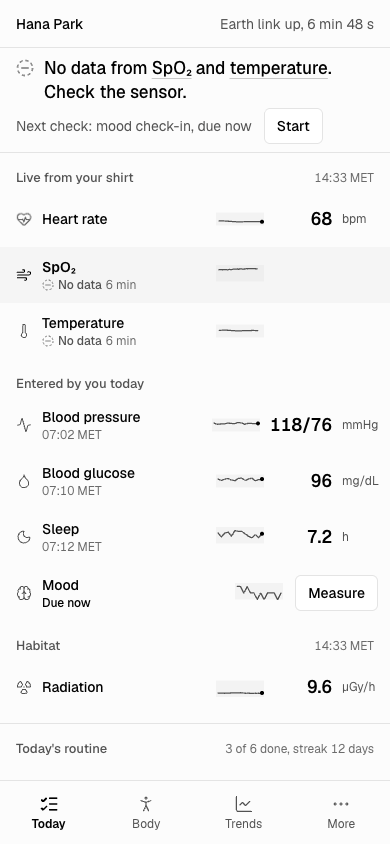 Hana Park
Earth link up, 6 min 48 s
No data from SpO₂ and temperature.
Check the sensor.
Next check: mood check-in, due now
Start
Live from your shirt
14:33 MET
Heart rate
68 bpm
SpO₂
No data 6 min
Temperature
No data 6 min
Entered by you today
Blood pressure
118/76 mmHg
07:02 MET
Blood glucose
96 mg/dL
07:10 MET
Sleep
7.2 h
07:12 MET
Mood
Due now
Measure
Habitat
14:33 MET
Radiation
9.6 µGy/h
Today's routine
3 of 6 done, streak 12 days
Today
Body
Trends
More